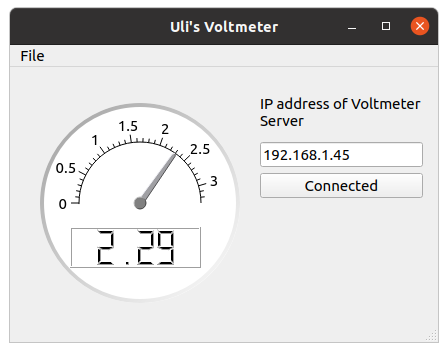 Uli's Voltmeter
File
IP address of Voltmeter
Server
192.168.1.45
Connected
0
0.5
1
1.5
2
2.5
3
2.29